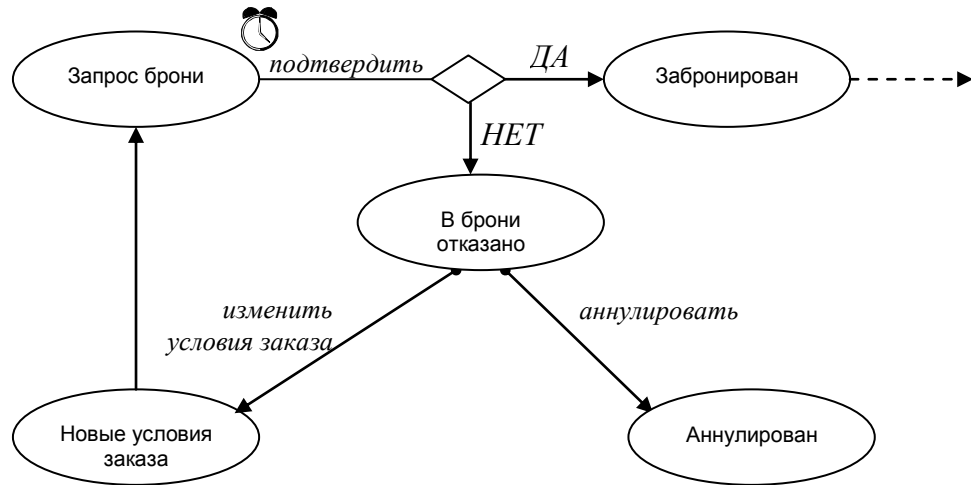 Запрос брони
подтвердить
ДА
Забронирован
НЕТ
В брони
отказано
изменить
условия заказа
аннулировать
Новые условия
заказа
Аннулирован